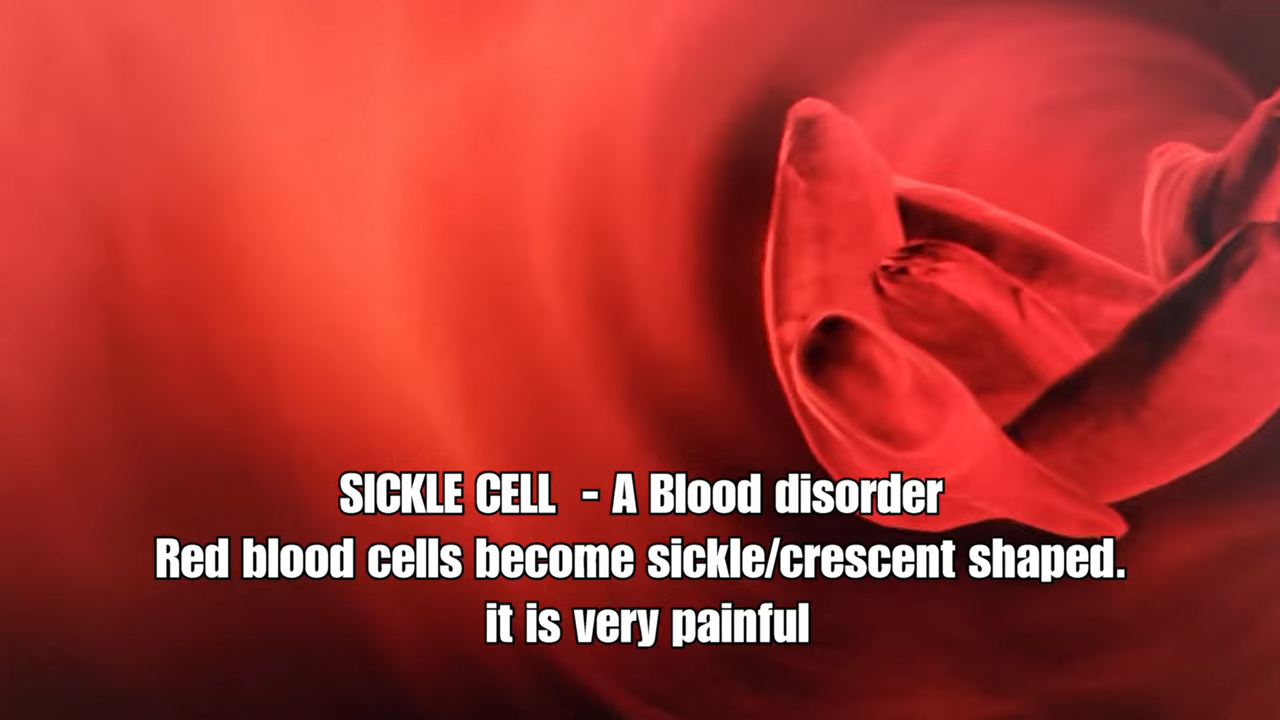 SICKLE CELL - A Blood disorder
Red blood cells become sickle/crescent shaped.
it is very painful